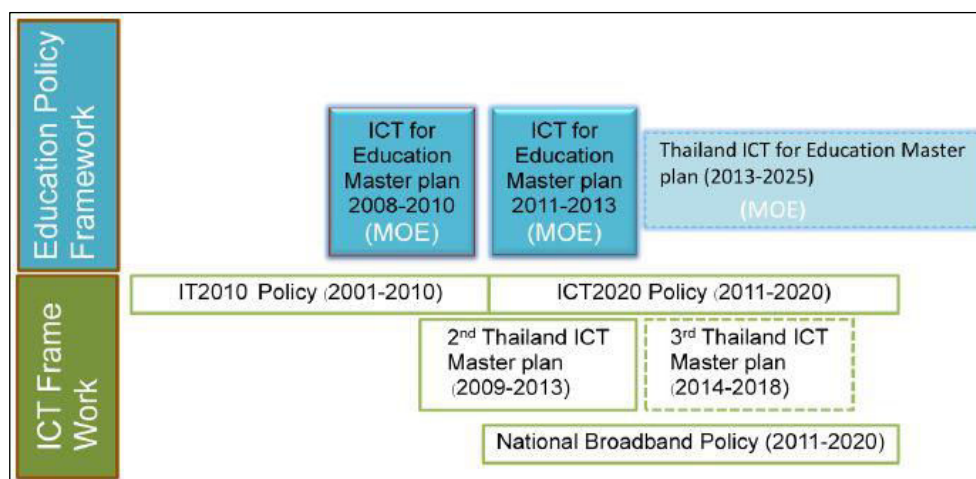 Education Policy
Framework
ICT for
Education
Master plan
2008-2010
(MOE)
ICT for
Education
Master plan
2011-2013
(MOE)
Thailand ICT for Education Master
plan (2013-2025)
(MOE)
ICT Frame
Work
IT2010 Policy (2001-2010)
ICT2020 Policy (2011-2020)
2nd Thailand ICT
Master plan
(2009-2013)
3rd Thailand ICT
Master plan
(2014-2018)
National Broadband Policy (2011-2020)